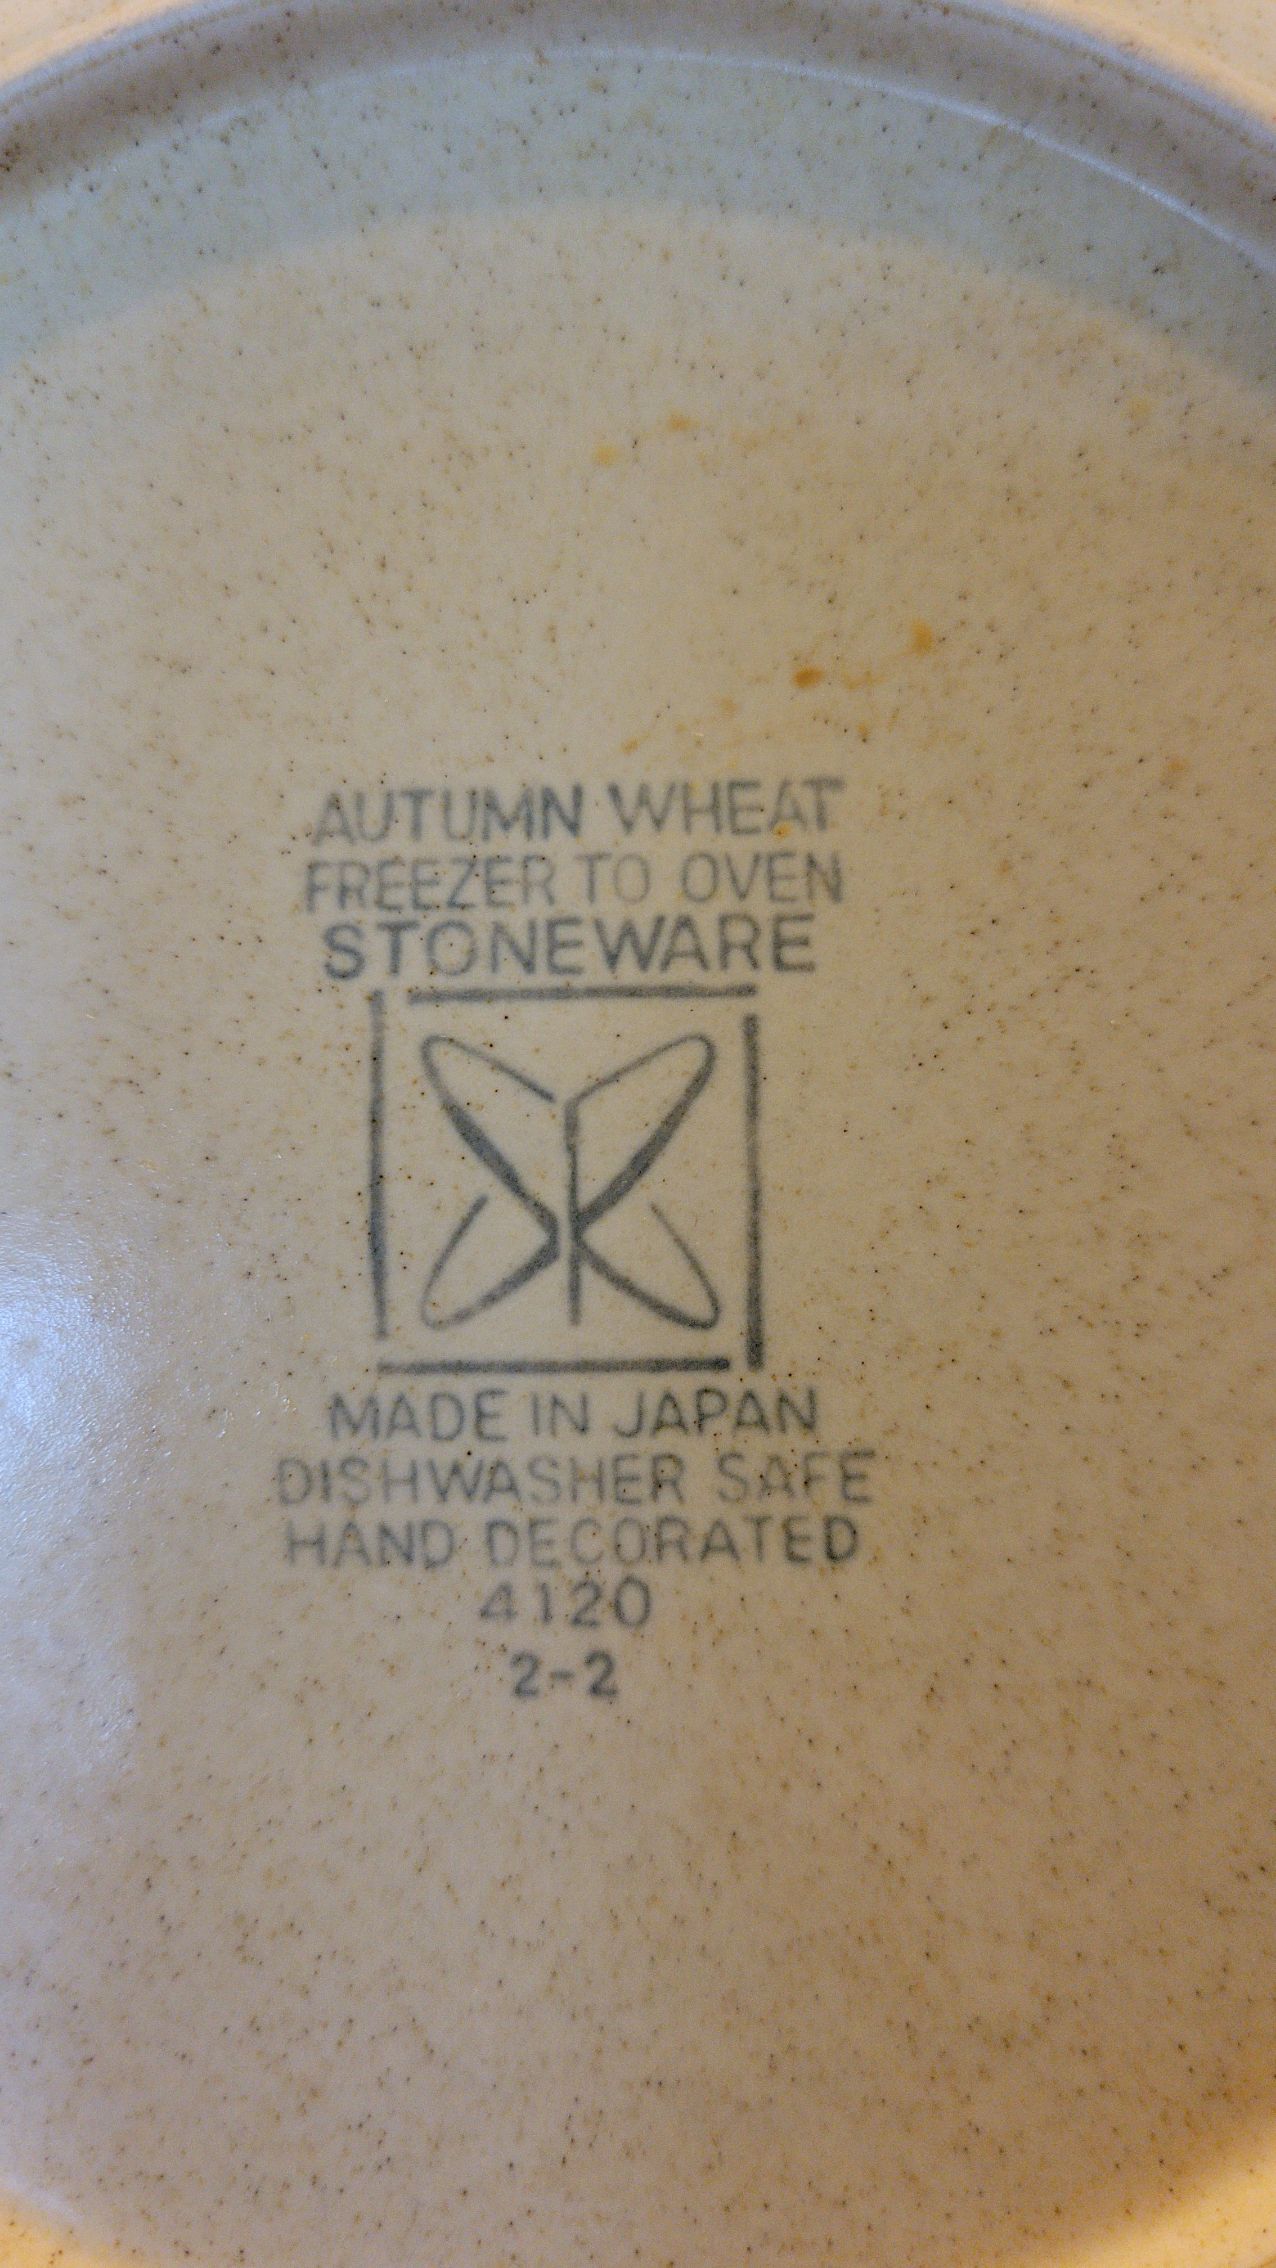 AUTUMN WHEAT
FREEZER TO OVEN
STONEWARE
MADE IN JAPAN
DISHWASHER SAFE
HAND DECORATED
4120
2-2